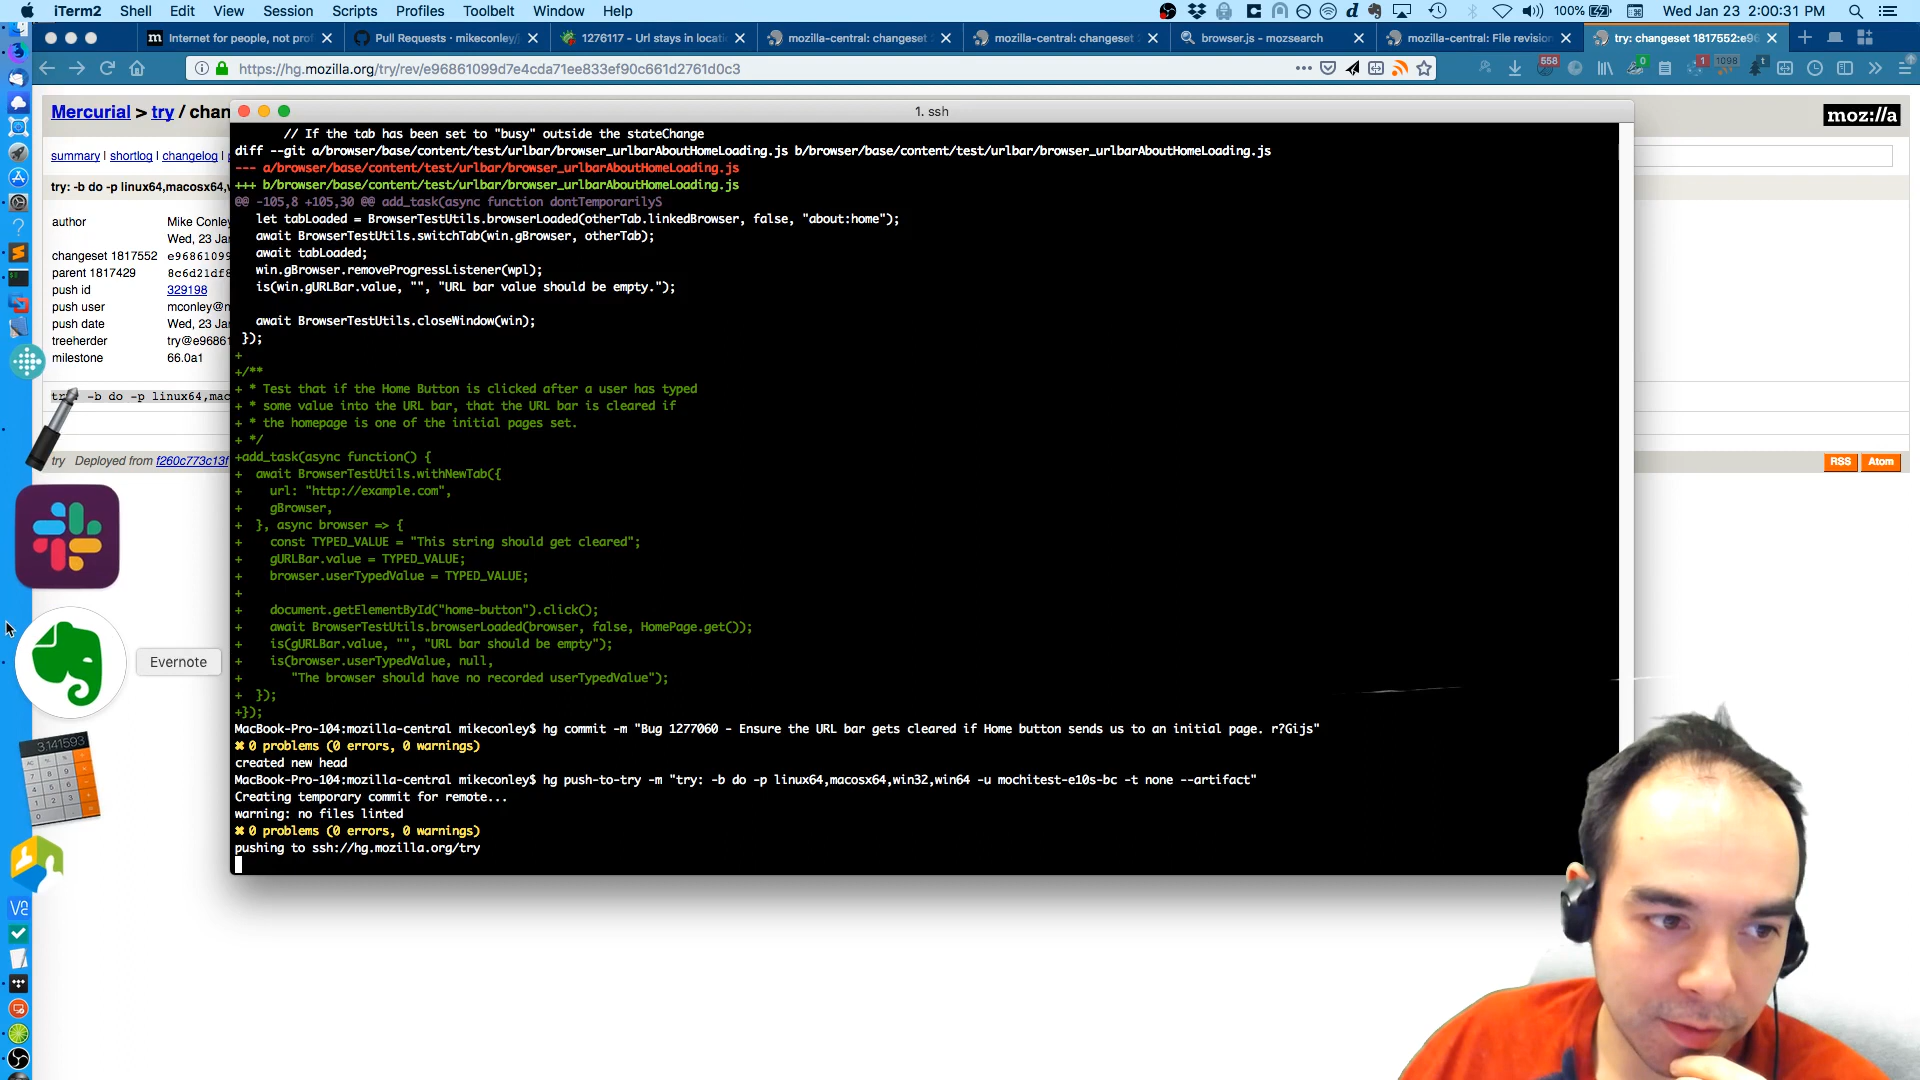 iTerm2 Shell Edit View Session Scripts Profiles Toolbelt Window Help
100% Wed Jan 23 2:00:31 PM
m Internet for people, not prof
Pull Requests · mikeconley/
1276117 - Url stays in locati
mozilla-central: changeset
mozilla-central: changeset
browser.js - mozsearch
mozilla-central: File revision
try: changeset 1817552:e96
https://hg.mozilla.org/try/rev/e96861099d7e4cda71ee833ef90c661d2761d0c3
558
0
1
1098
Mercurial > try / chan
moz://a
summary | shortlog | changelog |
try: -b do -p linux64,macosx64,
author Mike Conley
Wed, 23 Jan
changeset 1817552 e96861099
parent 1817429 8c6d21df8
push id 329198
push user mconley@m
push date Wed, 23 Ja
treeherder try@e9686
milestone 66.0a1
-b do -p linux64,mac
try Deployed from f260c773c13f
RSS Atom
1. ssh
// If the tab has been set to "busy" outside the stateChange
diff --git a/browser/base/content/test/urlbar/browser_urlbarAboutHomeLoading.js b/browser/base/content/test/urlbar/browser_urlbarAboutHomeLoading.js
--- a/browser/base/content/test/urlbar/browser_urlbarAboutHomeLoading.js
+++ b/browser/base/content/test/urlbar/browser_urlbarAboutHomeLoading.js
@@ -105,8 +105,30 @@ add_task(async function dontTemporarilyS
let tabLoaded = BrowserTestUtils.browserLoaded(otherTab.linkedBrowser, false, "about:home");
await BrowserTestUtils.switchTab(win.gBrowser, otherTab);
await tabLoaded;
win.gBrowser.removeProgressListener(wpl);
is(win.gURLBar.value, "", "URL bar value should be empty.");
await BrowserTestUtils.closeWindow(win);
});
+
+/**
+ * Test that if the Home Button is clicked after a user has typed
+ * some value into the URL bar, that the URL bar is cleared if
+ * the homepage is one of the initial pages set.
+ */
+add_task(async function() {
+ await BrowserTestUtils.withNewTab({
+ url: "http://example.com",
+ gBrowser,
+ }, async browser => {
+ const TYPED_VALUE = "This string should get cleared";
+ gURLBar.value = TYPED_VALUE;
+ browser.userTypedValue = TYPED_VALUE;
+
+ document.getElementById("home-button").click();
+ await BrowserTestUtils.browserLoaded(browser, false, HomePage.get());
+ is(gURLBar.value, "", "URL bar should be empty");
+ is(browser.userTypedValue, null,
+ "The browser should have no recorded userTypedValue");
+ });
+});
MacBook-Pro-104:mozilla-central mikeconley$ hg commit -m "Bug 1277060 - Ensure the URL bar gets cleared if Home button sends us to an initial page. r?Gijs"
✖ 0 problems (0 errors, 0 warnings)
created new head
MacBook-Pro-104:mozilla-central mikeconley$ hg push-to-try -m "try: -b do -p linux64,macosx64,win32,win64 -u mochitest-e10s-bc -t none --artifact"
Creating temporary commit for remote...
warning: no files linted
✖ 0 problems (0 errors, 0 warnings)
pushing to ssh://hg.mozilla.org/try
Evernote
3.141593